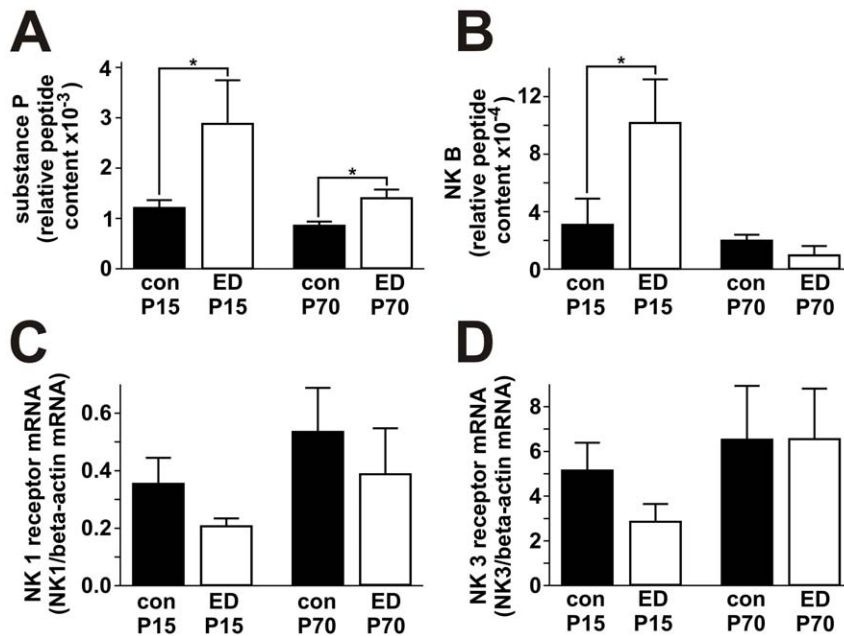 A
substance P
(relative peptide
content x10-3)
4
3
2
1
0
*
*
con
P15
ED
P15
con
P70
ED
P70
B
NK B
(relative peptide
content x10-4)
12
8
4
0
*
con
P15
ED
P15
con
P70
ED
P70
C
NK 1 receptor mRNA
(NK1/beta-actin mRNA)
0.6
0.4
0.2
0.0
con
P15
ED
P15
con
P70
ED
P70
D
NK 3 receptor mRNA
(NK3/beta-actin mRNA)
8
6
4
2
0
con
P15
ED
P15
con
P70
ED
P70